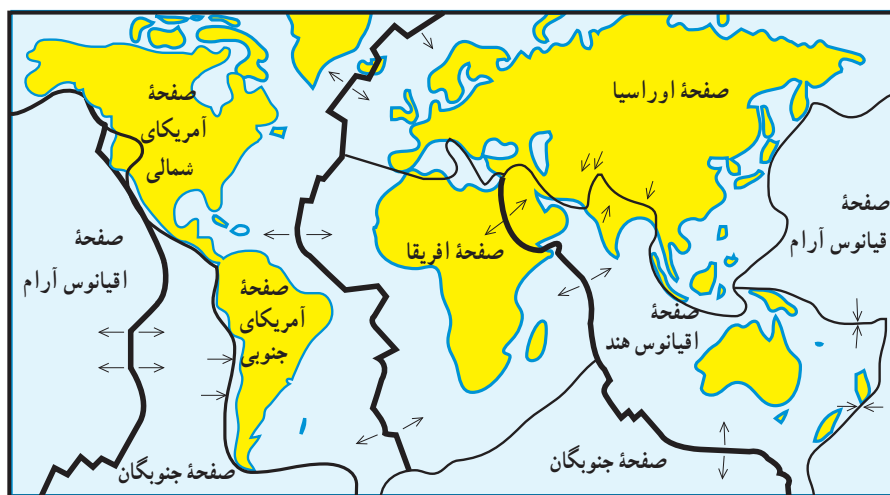 صفحهٔ
آمریکای
شمالی
صفحهٔ اوراسیا
صفحهٔ
قیانوس آرام
صفحهٔ
اقیانوس آرام
صفحهٔ افریقا
صفحهٔ
آمریکای
جنوبی
صفحهٔ
اقیانوس هند
صفحهٔ جنوبگان
صفحهٔ جنوبگان